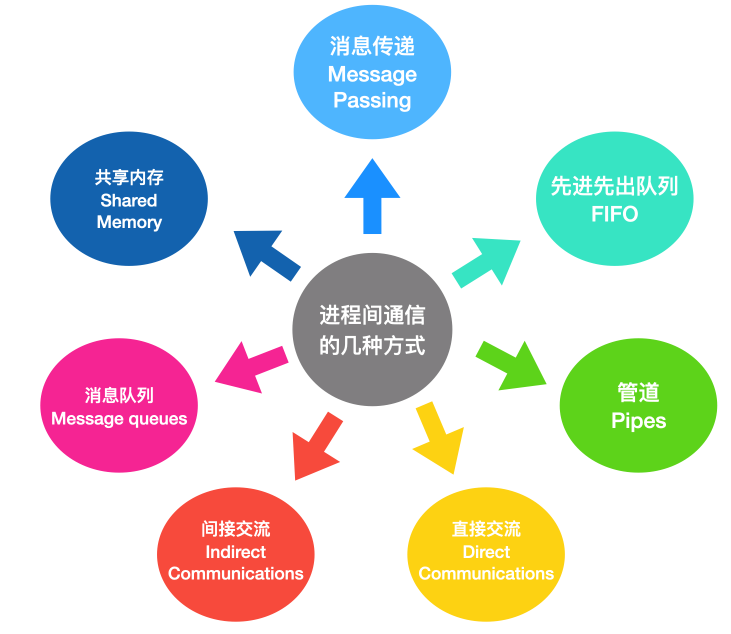 消息传递
Message
Passing
共享内存
Shared
Memory
先进先出队列
FIFO
进程间通信
的几种方式
消息队列
Message queues
管道
Pipes
间接交流
Indirect
Communications
直接交流
Direct
Communications